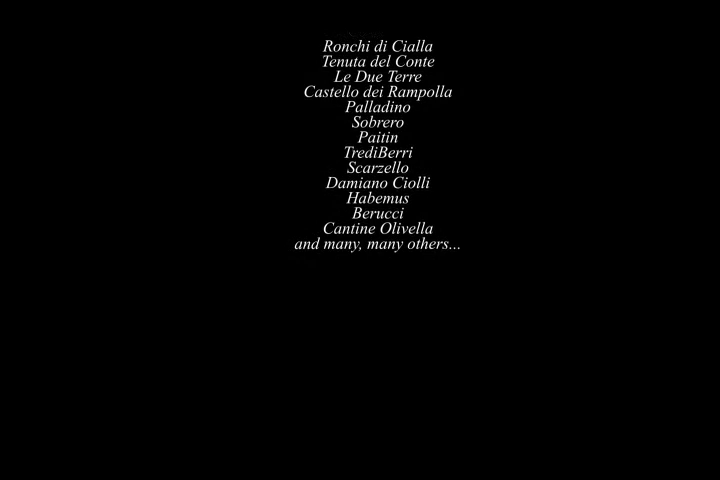 Ronchi di Cialla
Tenuta del Conte
Le Due Terre
Castello dei Rampolla
Palladino
Sobrero
Paitin
TrediBerri
Scarzello
Damiano Ciolli
Habemus
Berucci
Cantine Olivella
and many, many others...